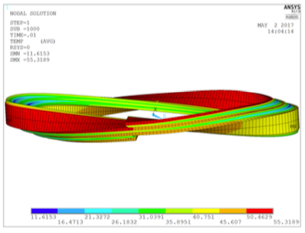 NODAL SOLUTION
STEP=1
SUB =1000
TIME=.01
TEMP (AVG)
RSYS=0
SMN =11.6153
SMX =55.3189
ANSYS
MAY 2 2017
14:04:14
11.6153 21.3272 31.0391 40.751 50.4629
16.4713 26.1832 35.8951 45.607 55.3189